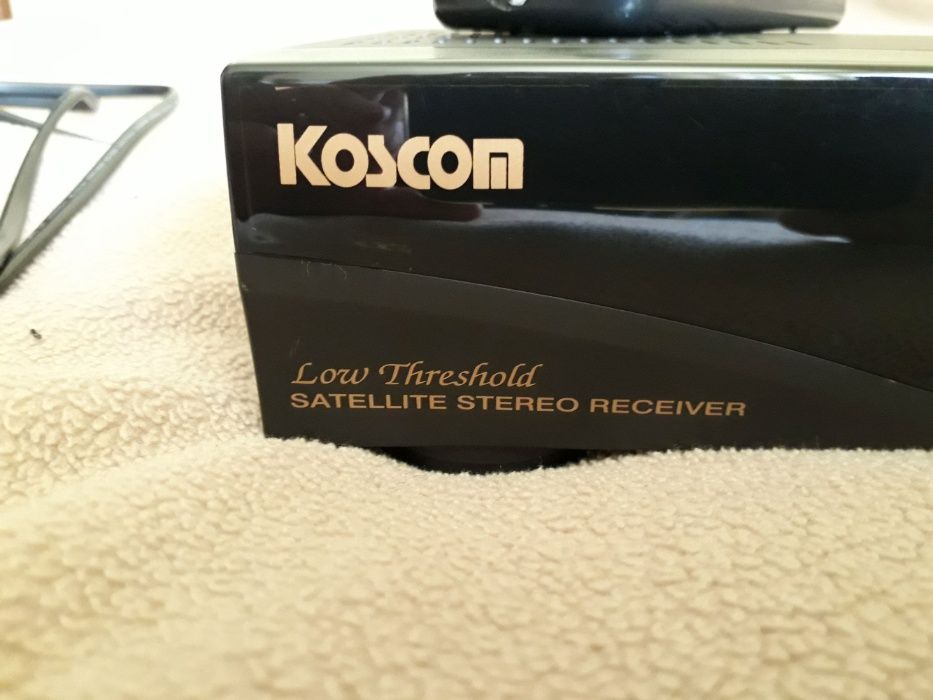 Koscom
Low Threshold
SATELLITE STEREO RECEIVER